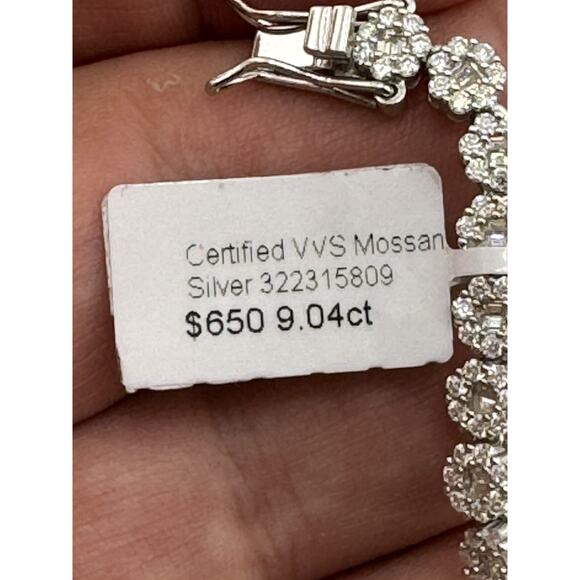 Certified VVS Mossan
Silver 322315809
$650 9.04ct